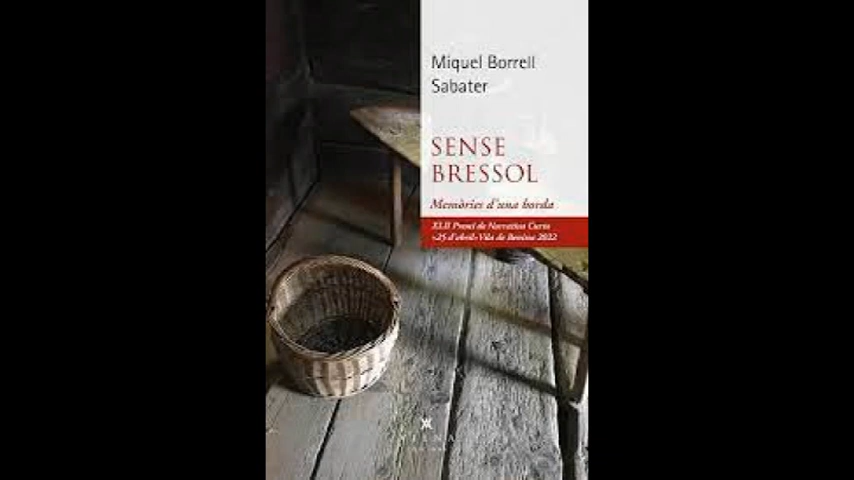 Miquel Borrell
Sabater
SENSE
BRESSOL
Memòries d'una borda
XLII Premi de Narrativa Curta
«25 d'abril» Vila de Benissa 2022
VIENA